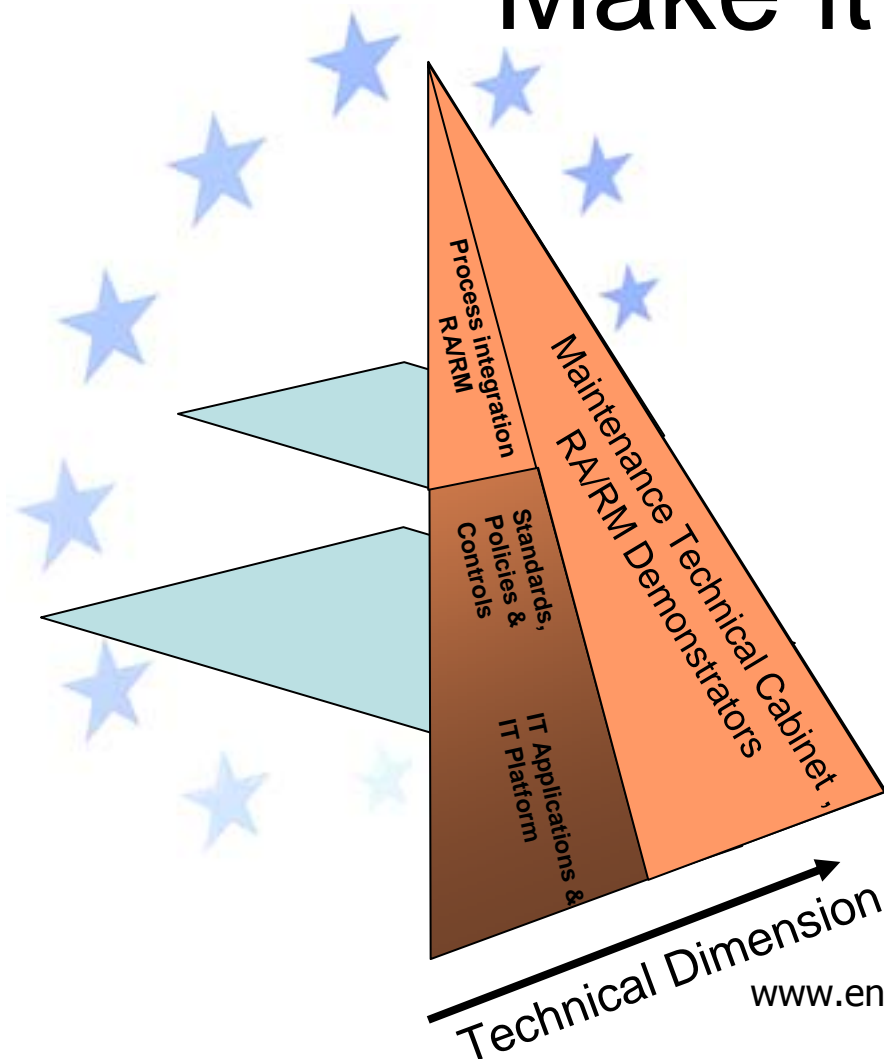 Make it
Process integration
RA/RM
Maintenance Technical Cabinet ,
RA/RM Demonstrators
Standards,
Policies &
Controls
IT Applications &
IT Platform
Technical Dimension
www.en